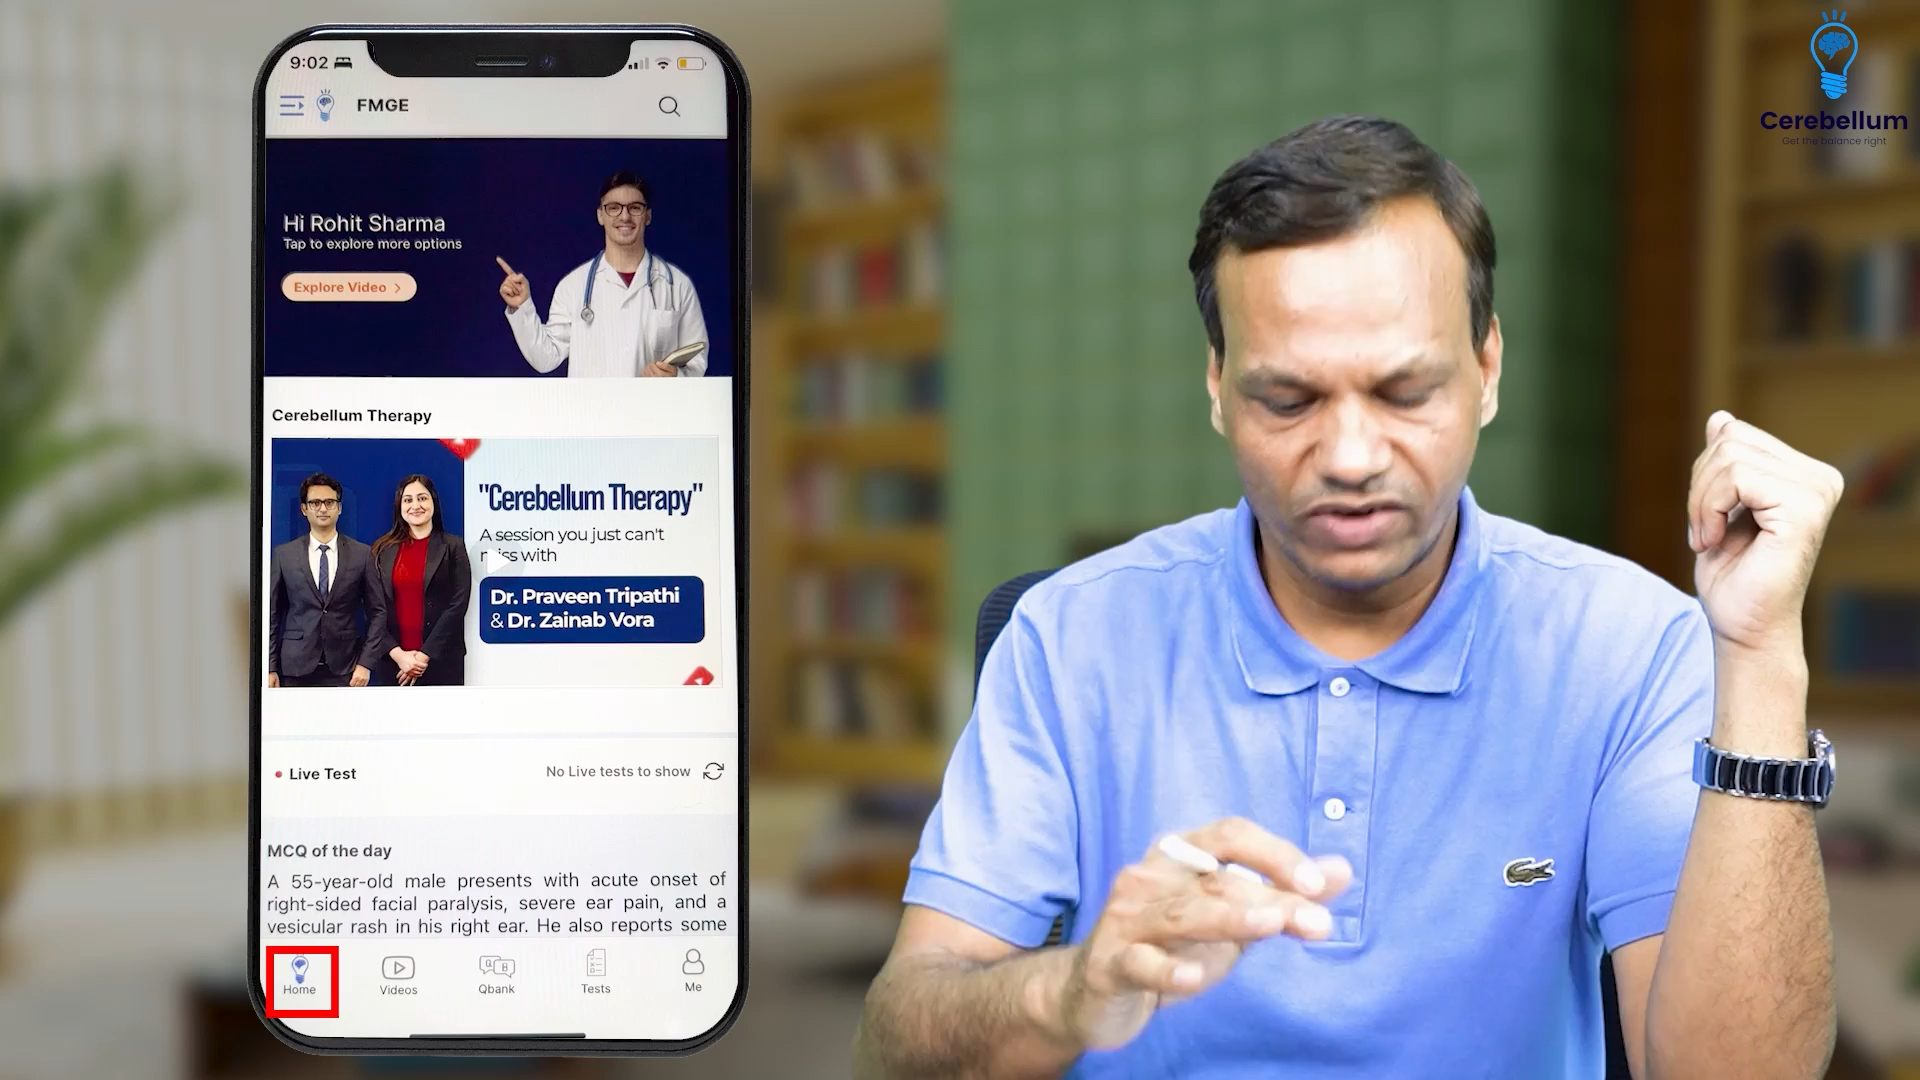 9:02
FMGE
Hi Rohit Sharma
Tap to explore more options
Explore Video >
Cerebellum Therapy
"Cerebellum Therapy"
A session you just can't
miss with
Dr. Praveen Tripathi
& Dr. Zainab Vora
Live Test
No Live tests to show
MCQ of the day
A 55-year-old male presents with acute onset of
right-sided facial paralysis, severe ear pain, and a
vesicular rash in his right ear. He also reports some
Home
Videos
Qbank
Tests
Me
Cerebellum
Get the balance right